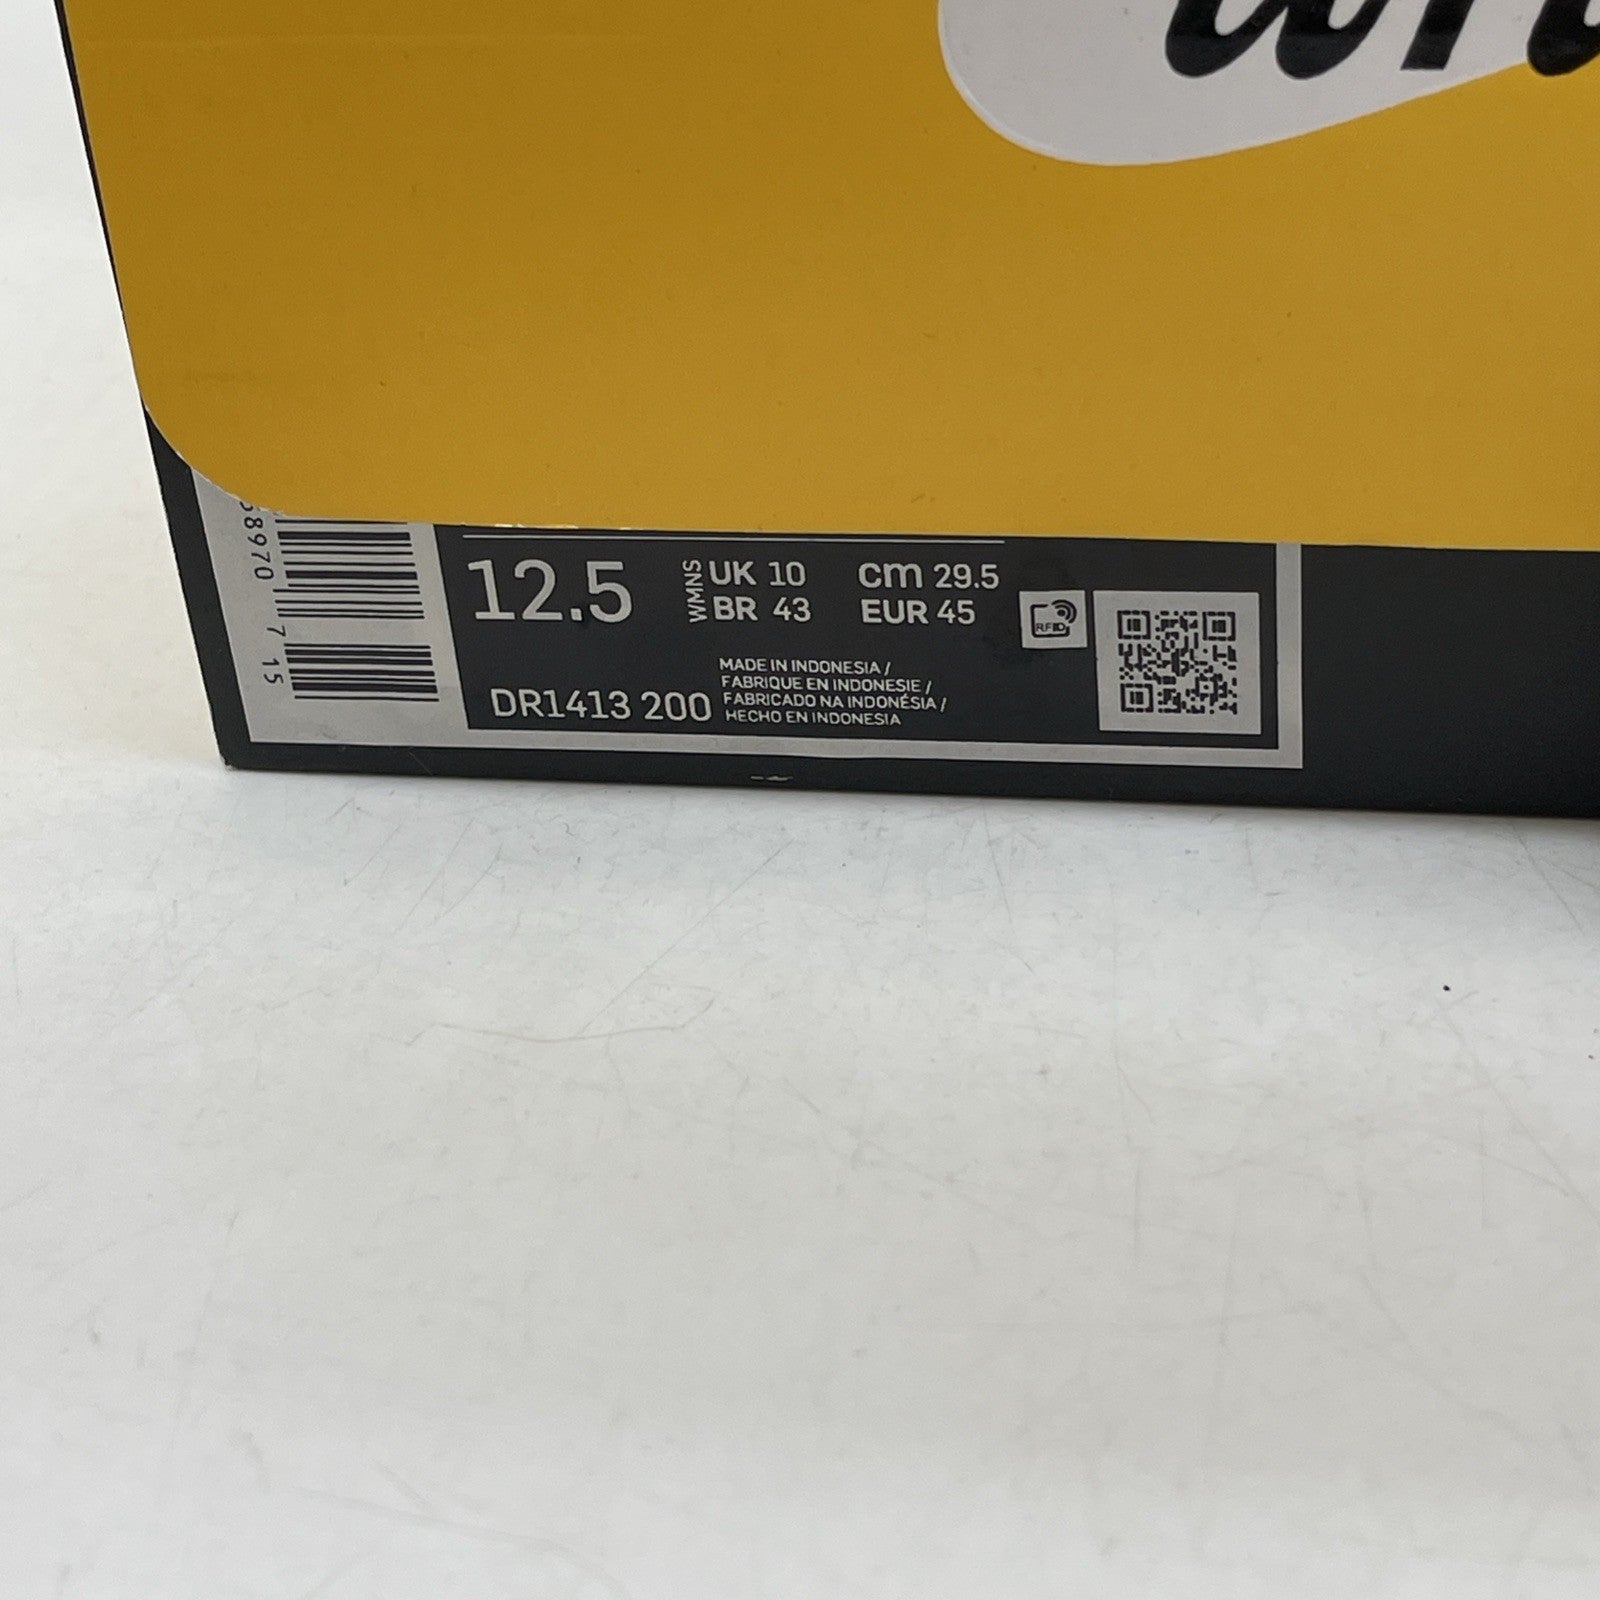 12.5 WMNS UK 10 cm 29.5
BR 43 EUR 45
RFID
MADE IN INDONESIA /
FABRIQUE EN INDONESIE /
FABRICADO NA INDONÉSIA /
HECHO EN INDONESIA
DR1413 200
8970 7 15